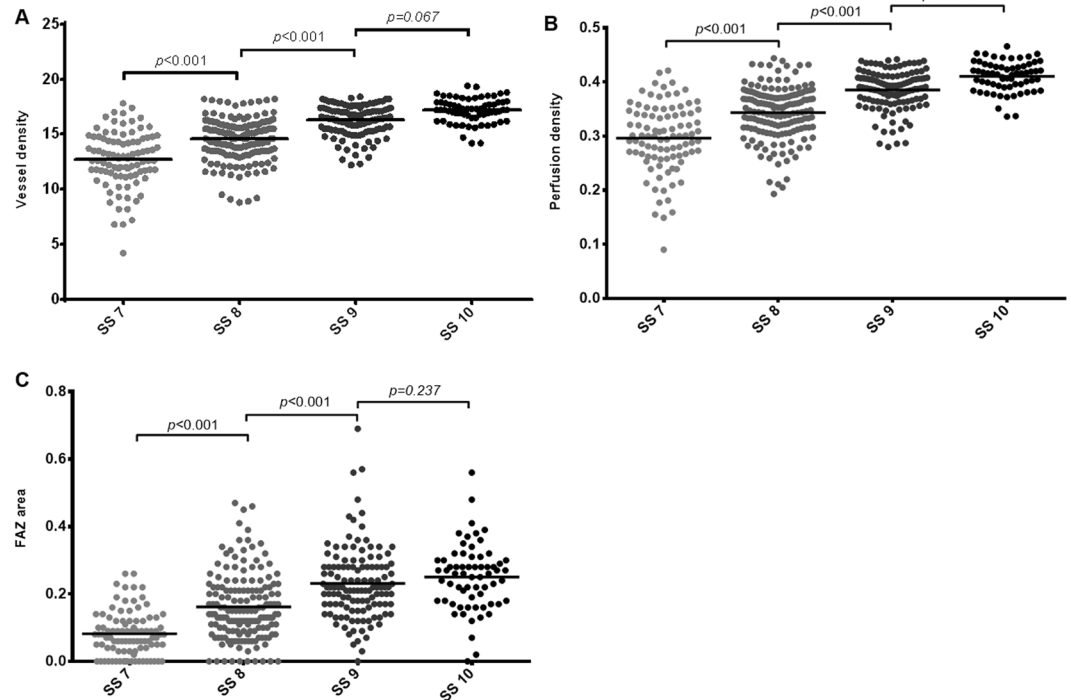 A
25
20
15
10
5
0
Vessel density
p<0.001
p<0.001
p=0.067
SS 7
SS 8
SS 9
SS 10
B
0.5
0.4
0.3
0.2
0.1
0.0
Perfusion density
p<0.001
p<0.001
SS 7
SS 8
SS 9
SS 10
C
0.8
0.6
0.4
0.2
0.0
FAZ area
p<0.001
p<0.001
p=0.237
SS 7
SS 8
SS 9
SS 10